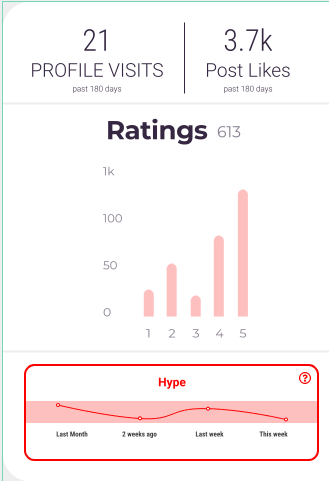 21
PROFILE VISITS
past 180 days
3.7k
Post Likes
past 180 days
Ratings 613
1k
100
50
0
1 2 3 4 5
Hype ?
Last Month 2 weeks ago Last week This week